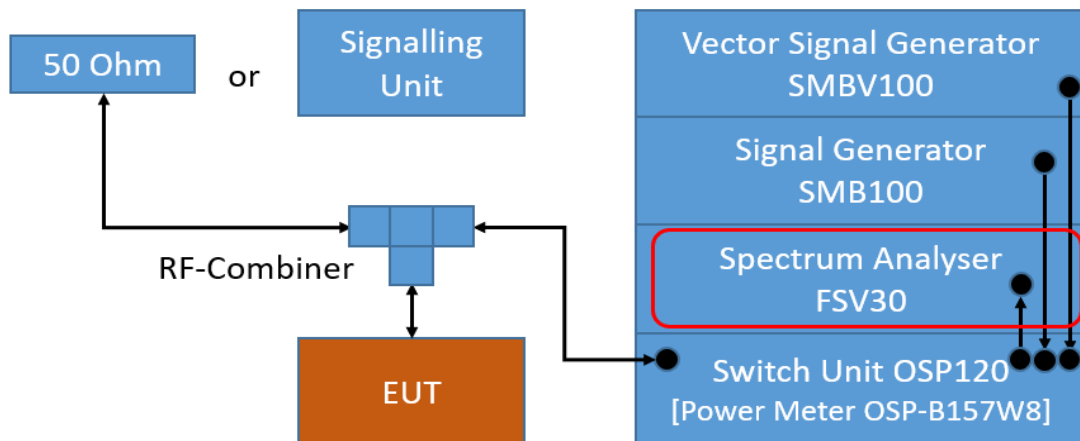 50 Ohm
or
Signalling
Unit
RF-Combiner
EUT
Vector Signal Generator
SMBV100
Signal Generator
SMB100
Spectrum Analyser
FSV30
Switch Unit OSP120
[Power Meter OSP-B157W8]